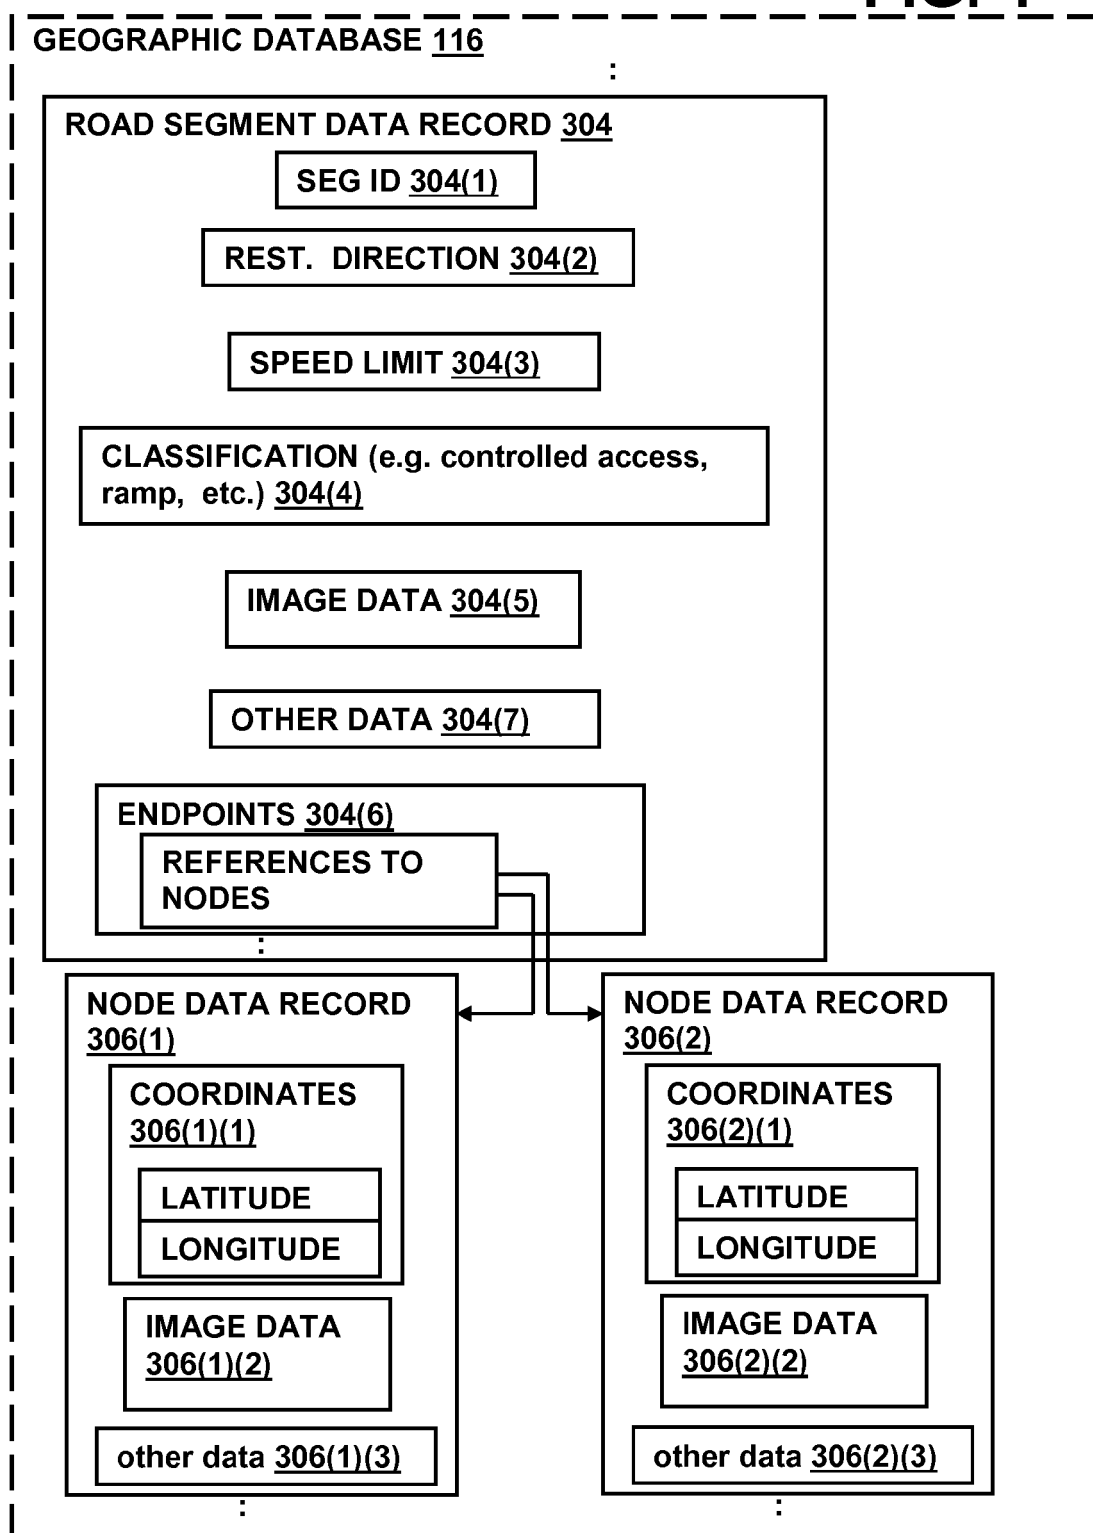 GEOGRAPHIC DATABASE 116
:
ROAD SEGMENT DATA RECORD 304
SEG ID 304(1)
REST. DIRECTION 304(2)
SPEED LIMIT 304(3)
CLASSIFICATION (e.g. controlled access,
ramp, etc.) 304(4)
IMAGE DATA 304(5)
OTHER DATA 304(7)
ENDPOINTS 304(6)
REFERENCES TO
NODES
:
NODE DATA RECORD
306(1)
COORDINATES
306(1)(1)
LATITUDE
LONGITUDE
IMAGE DATA
306(1)(2)
other data 306(1)(3)
:
NODE DATA RECORD
306(2)
COORDINATES
306(2)(1)
LATITUDE
LONGITUDE
IMAGE DATA
306(2)(2)
other data 306(2)(3)
: